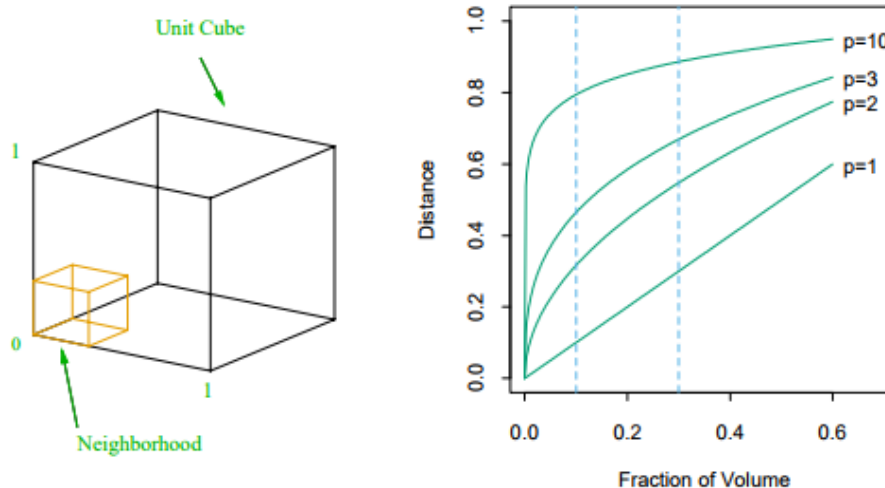 Unit Cube
1
0
1
Neighborhood
1.0
0.8
0.6
0.4
0.2
0.0
Distance
p=10
p=3
p=2
p=1
0.0 0.2 0.4 0.6
Fraction of Volume